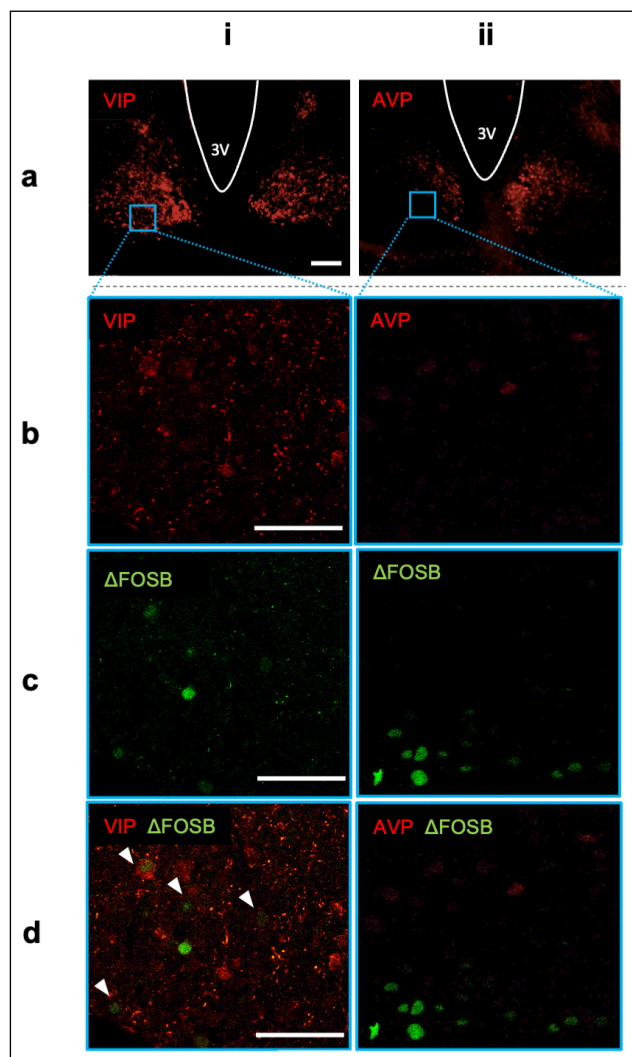 i ii
a
VIP
3V
AVP
3V
b
VIP
AVP
c
ΔFOSB
ΔFOSB
d
VIP ΔFOSB
AVP ΔFOSB